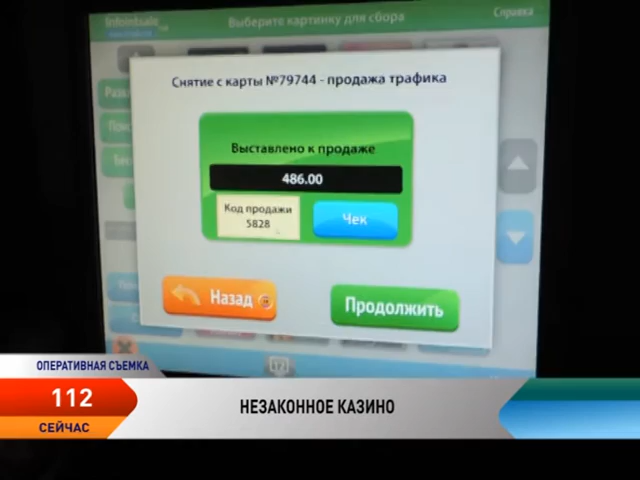 Infointsale
Выберите картинку для сбора
Справка
Снятие с карты №79744 - продажа трафика
Выставлено к продаже
486.00
Код продажи
5828
Чек
Назад
Продолжить
ОПЕРАТИВНАЯ СЪЕМКА
112
СЕЙЧАС
НЕЗАКОННОЕ КАЗИНО